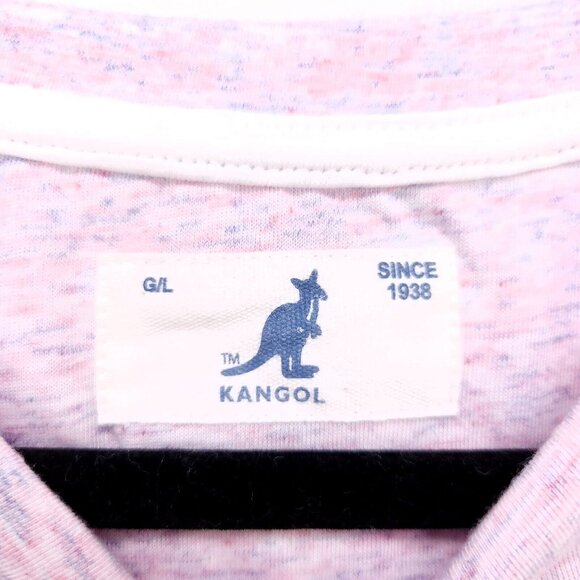 G/L
SINCE
1938
TM
KANGOL